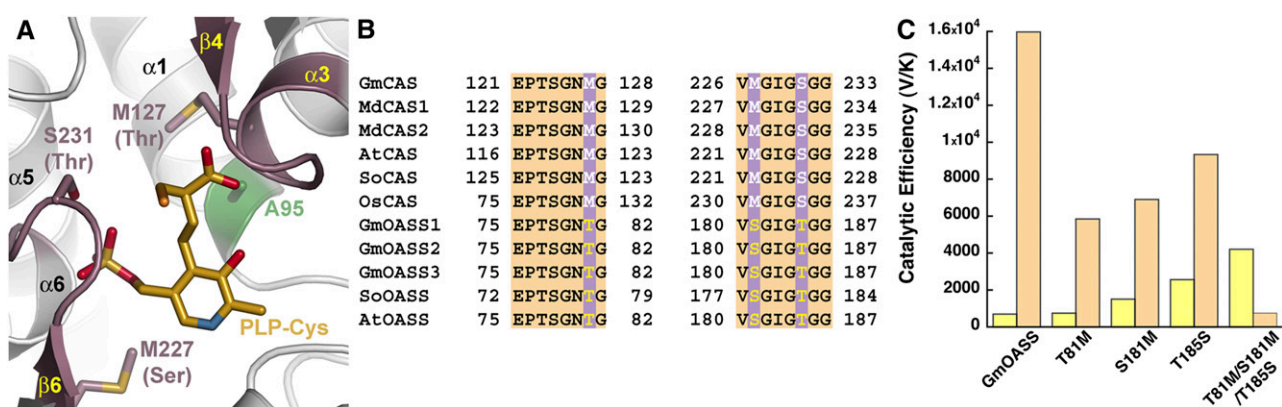 A
β4
α1
α3
M127
(Thr)
S231
(Thr)
α5
A95
α6
PLP-Cys
M227
(Ser)
β6
B
GmCAS 121 EPTSGNMG 128 226 VMGIGSGG 233
MdCAS1 122 EPTSGNMG 129 227 VMGIGSGG 234
MdCAS2 123 EPTSGNMG 130 228 VMGIGSGG 235
AtCAS 116 EPTSGNMG 123 221 VMGIGSGG 228
SoCAS 125 EPTSGNMG 123 221 VMGIGSGG 228
OsCAS 75 EPTSGNMG 132 230 VMGIGSGG 237
GmOASS1 75 EPTSGNTG 82 180 VSGIGTGG 187
GmOASS2 75 EPTSGNTG 82 180 VSGIGTGG 187
GmOASS3 75 EPTSGNTG 82 180 VSGIGTGG 187
SoOASS 72 EPTSGNTG 79 177 VSGIGTGG 184
AtOASS 75 EPTSGNTG 82 180 VSGIGTGG 187
C
Catalytic Efficiency (V/K)
1.6x10⁴
1.6x10⁴
1.2x10⁴
1x10⁴
8000
6000
4000
2000
0
GmOASS
T81M
S181M
T185S
T81M/S181M
/T185S